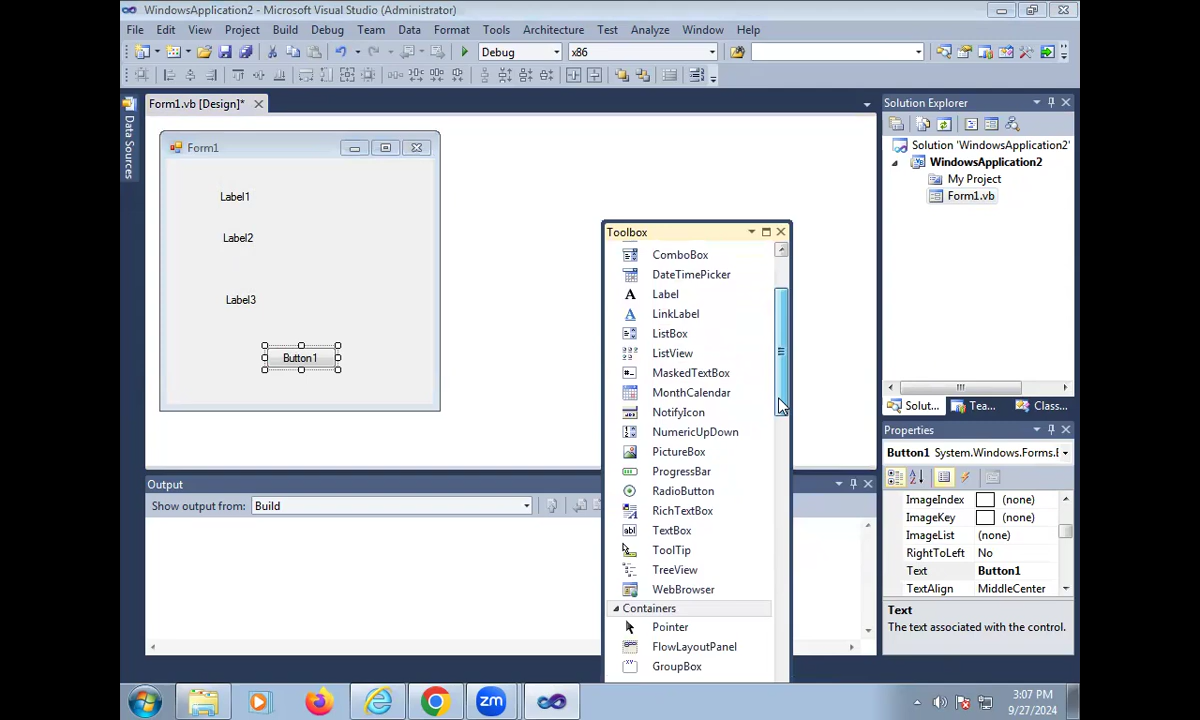 WindowsApplication2 - Microsoft Visual Studio (Administrator)
File Edit View Project Build Debug Team Data Format Tools Architecture Test Analyze Window Help
Debug x86
Form1.vb [Design]*
Data Sources
Form1
Label1
Label2
Label3
Button1
Toolbox
ComboBox
DateTimePicker
Label
LinkLabel
ListBox
ListView
MaskedTextBox
MonthCalendar
NotifyIcon
NumericUpDown
PictureBox
ProgressBar
RadioButton
RichTextBox
TextBox
ToolTip
TreeView
WebBrowser
Containers
Pointer
FlowLayoutPanel
GroupBox
Output
Show output from: Build
Solution Explorer
Solution 'WindowsApplication2'
WindowsApplication2
My Project
Form1.vb
Solut... Tea... Class...
Properties
Button1 System.Windows.Forms.
ImageIndex (none)
ImageKey (none)
ImageList (none)
RightToLeft No
Text Button1
TextAlign MiddleCenter
Text
The text associated with the control.
zm
3:07 PM
9/27/2024